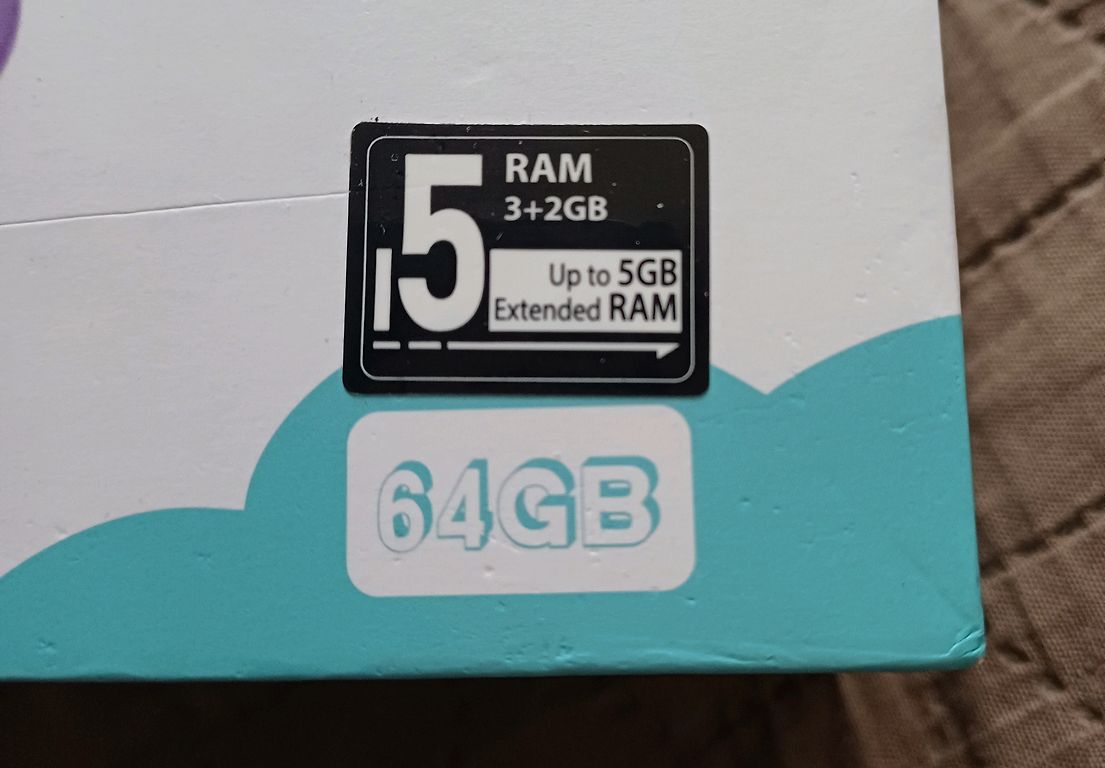 5
RAM
3+2GB
Up to 5GB
Extended RAM
64GB